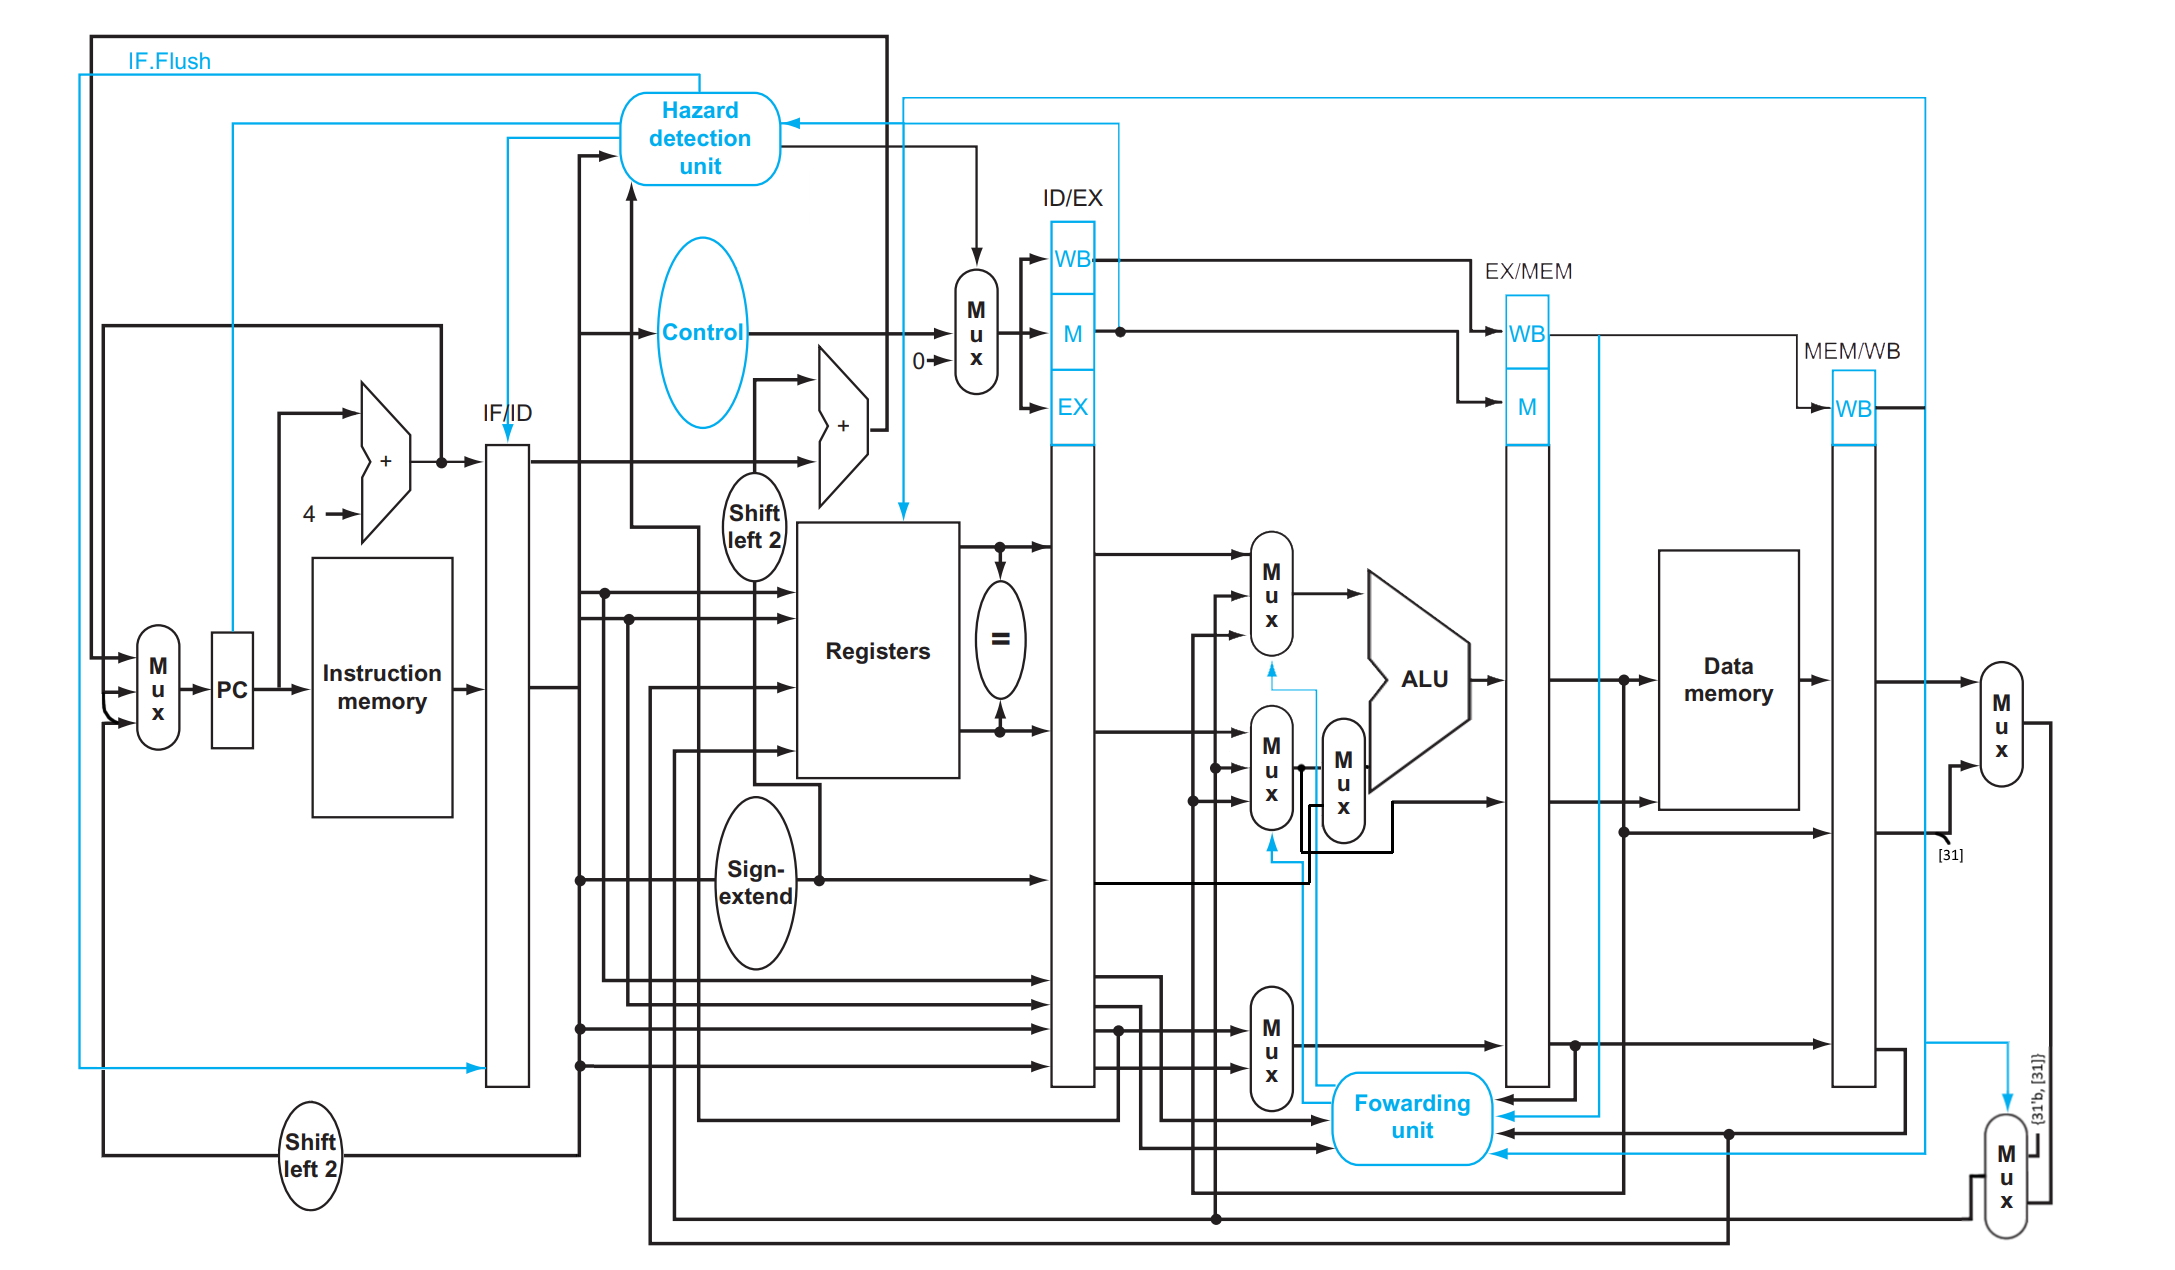 IF.Flush
Hazard
detection
unit
ID/EX
WB
M
EX
Control
M
u
x
0
EX/MEM
WB
M
MEM/WB
WB
IF/ID
+
4
+
Shift
left 2
Registers
=
M
u
x
PC
Instruction
memory
M
u
x
M
u
x
M
u
x
ALU
Data
memory
M
u
x
[31]
Sign-
extend
M
u
x
Fowarding
unit
{31'b, [31]}
M
u
x
Shift
left 2